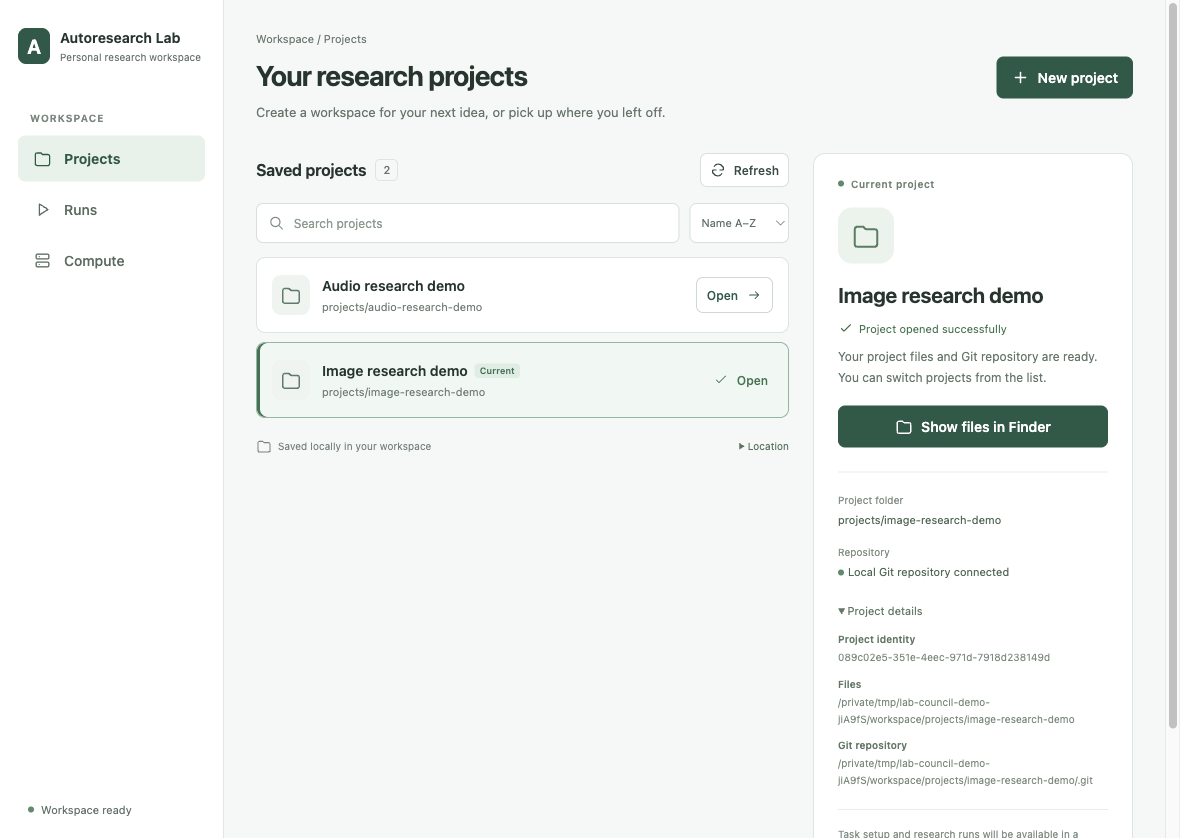 A
Autoresearch Lab
Personal research workspace
WORKSPACE
Projects
Runs
Compute
Workspace ready
Workspace / Projects
Your research projects
Create a workspace for your next idea, or pick up where you left off.
+ New project
Saved projects 2
Refresh
Search projects
Name A–Z
Audio research demo
projects/audio-research-demo
Open →
Image research demo Current
projects/image-research-demo
✓ Open
Saved locally in your workspace
Location
Current project
Image research demo
✓ Project opened successfully
Your project files and Git repository are ready.
You can switch projects from the list.
Show files in Finder
Project folder
projects/image-research-demo
Repository
Local Git repository connected
Project details
Project identity
089c02e5-351e-4eec-971d-7918d238149d
Files
/private/tmp/lab-council-demo-
jiA9fS/workspace/projects/image-research-demo
Git repository
/private/tmp/lab-council-demo-
jiA9fS/workspace/projects/image-research-demo/.git
Task setup and research runs will be available in a